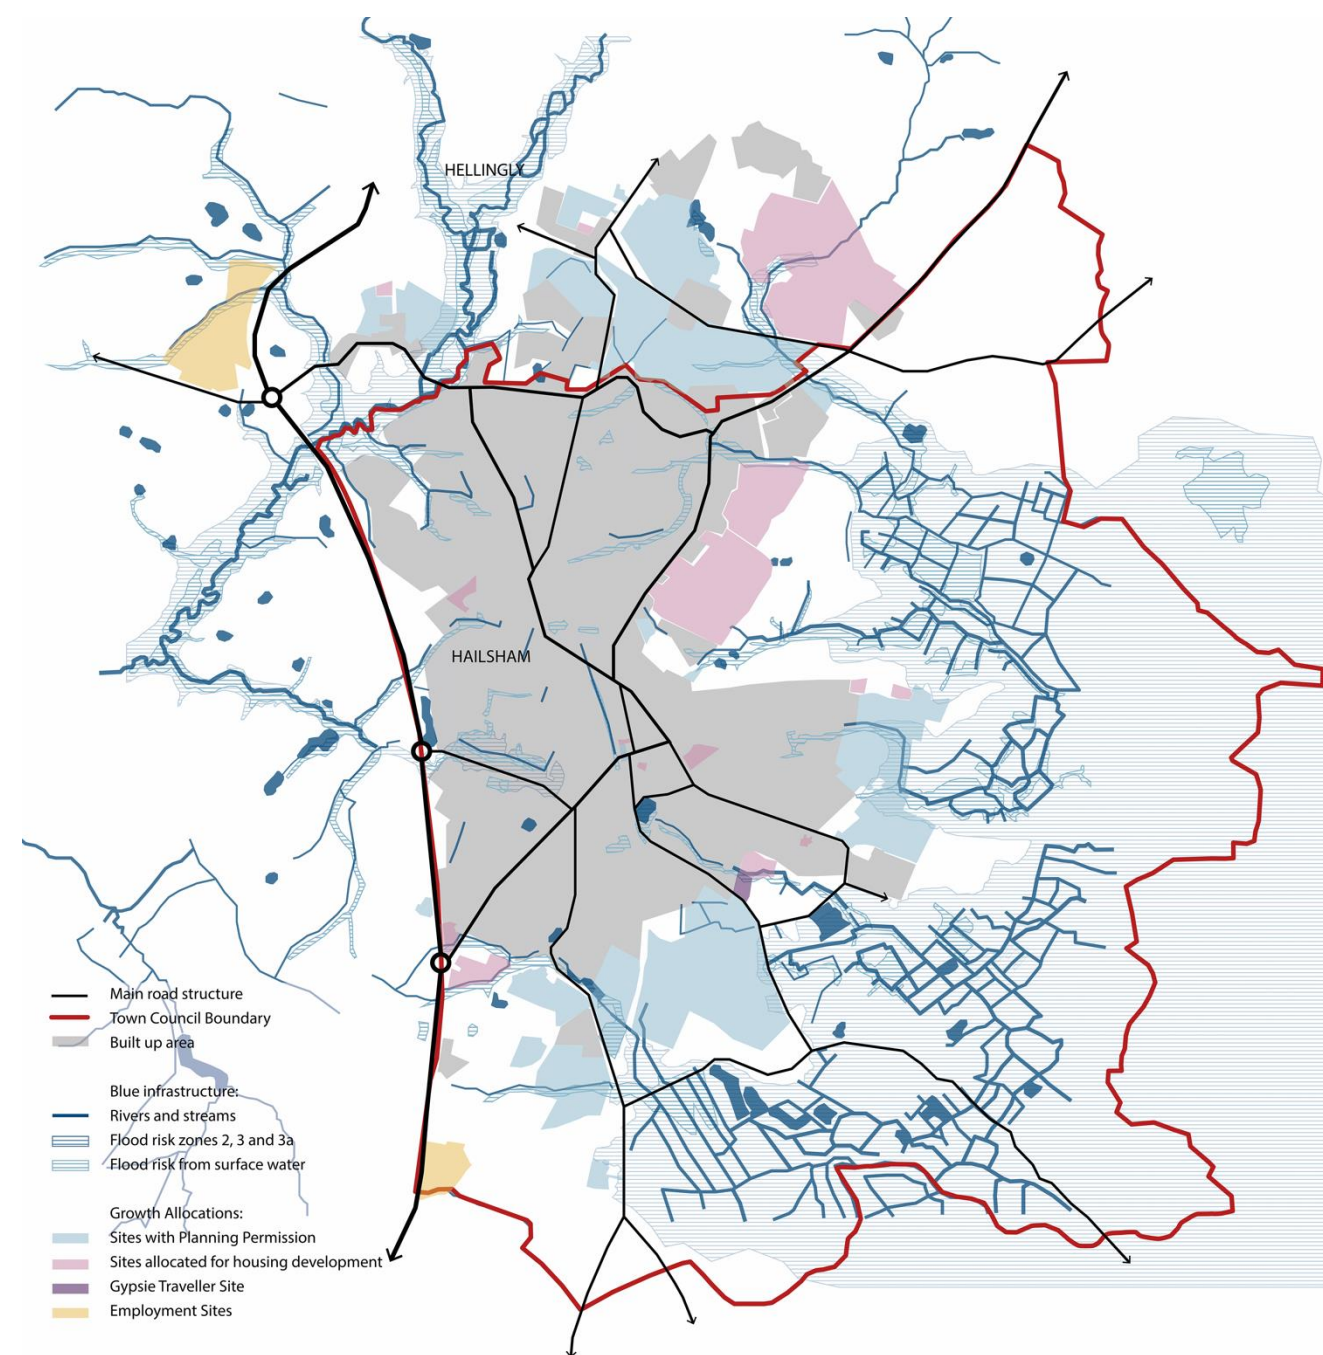 HELLINGLY
HAILSHAM
Main road structure
Town Council Boundary
Built up area
Blue infrastructure:
Rivers and streams
Flood risk zones 2, 3 and 3a
Flood risk from surface water
Growth Allocations:
Sites with Planning Permission
Sites allocated for housing development
Gypsie Traveller Site
Employment Sites